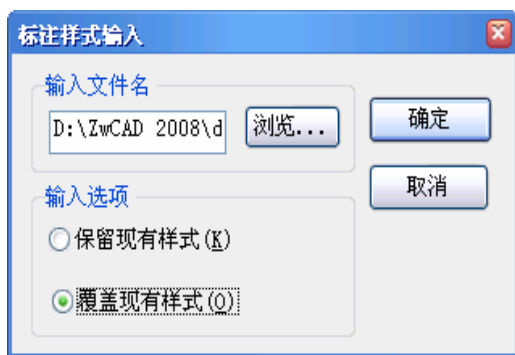 标注样式输入
输入文件名
D:\ZwCAD 2008\d
浏览...
确定
取消
输入选项
保留现有样式(K)
覆盖现有样式(O)